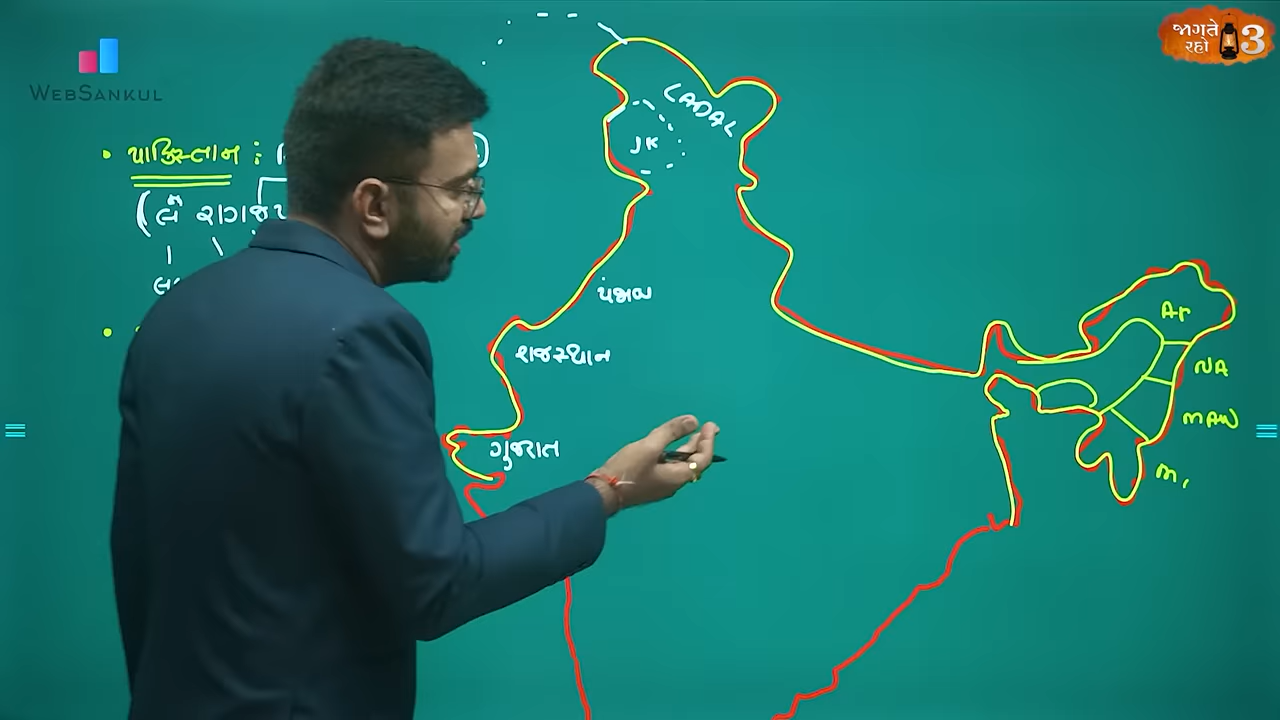 WEBSANKUL
જાગતે
રહો 3
• પાકિસ્તાન :
LADAL
JK
પંજાબ
રાજસ્થાન
ગુજરાત
Ar
NA
MAN
M,